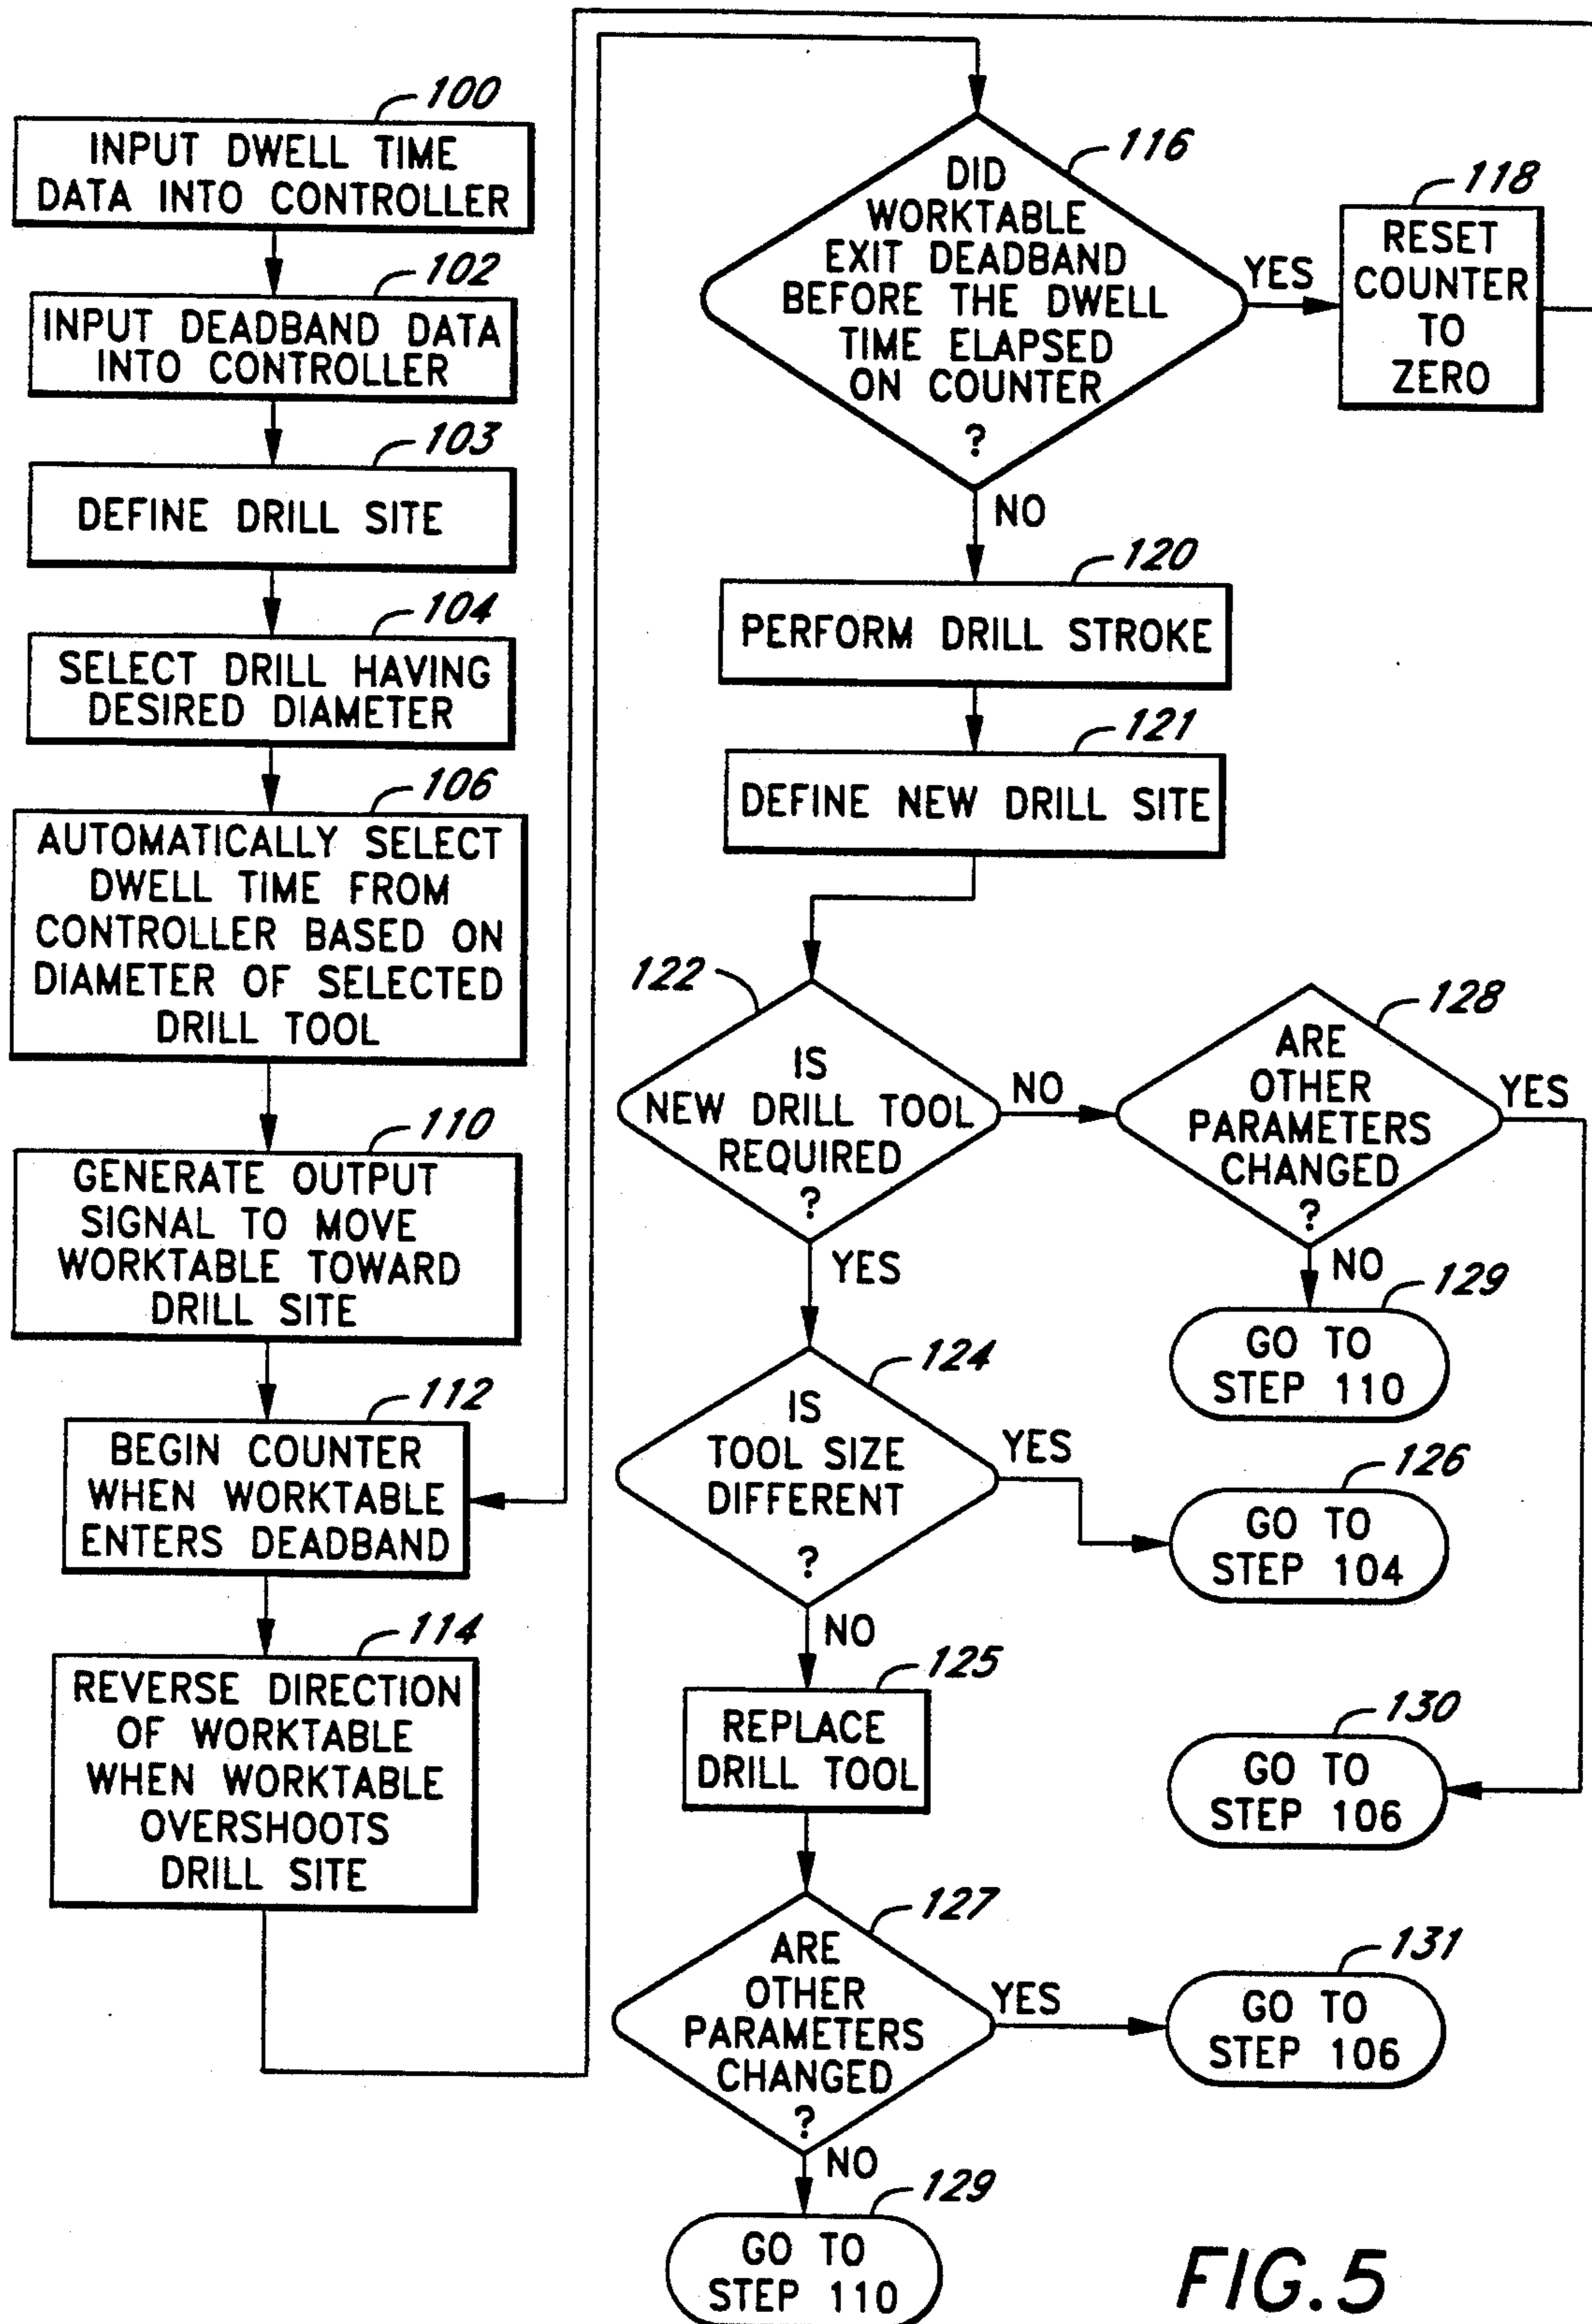 100
INPUT DWELL TIME
DATA INTO CONTROLLER
102
INPUT DEADBAND DATA
INTO CONTROLLER
103
DEFINE DRILL SITE
104
SELECT DRILL HAVING
DESIRED DIAMETER
106
AUTOMATICALLY SELECT
DWELL TIME FROM
CONTROLLER BASED ON
DIAMETER OF SELECTED
DRILL TOOL
110
GENERATE OUTPUT
SIGNAL TO MOVE
WORKTABLE TOWARD
DRILL SITE
112
BEGIN COUNTER
WHEN WORKTABLE
ENTERS DEADBAND
114
REVERSE DIRECTION
OF WORKTABLE
WHEN WORKTABLE
OVERSHOOTS
DRILL SITE
116
DID
WORKTABLE
EXIT DEADBAND
BEFORE THE DWELL
TIME ELAPSED
ON COUNTER
?
YES
118
RESET
COUNTER
TO
ZERO
NO
120
PERFORM DRILL STROKE
121
DEFINE NEW DRILL SITE
122
IS
NEW DRILL TOOL
REQUIRED
?
NO
128
ARE
OTHER
PARAMETERS
CHANGED
?
YES
NO
129
GO TO
STEP 110
YES
124
IS
TOOL SIZE
DIFFERENT
?
YES
126
GO TO
STEP 104
NO
125
REPLACE
DRILL TOOL
130
GO TO
STEP 106
127
ARE
OTHER
PARAMETERS
CHANGED
?
YES
131
GO TO
STEP 106
NO
129
GO TO
STEP 110
FIG.5